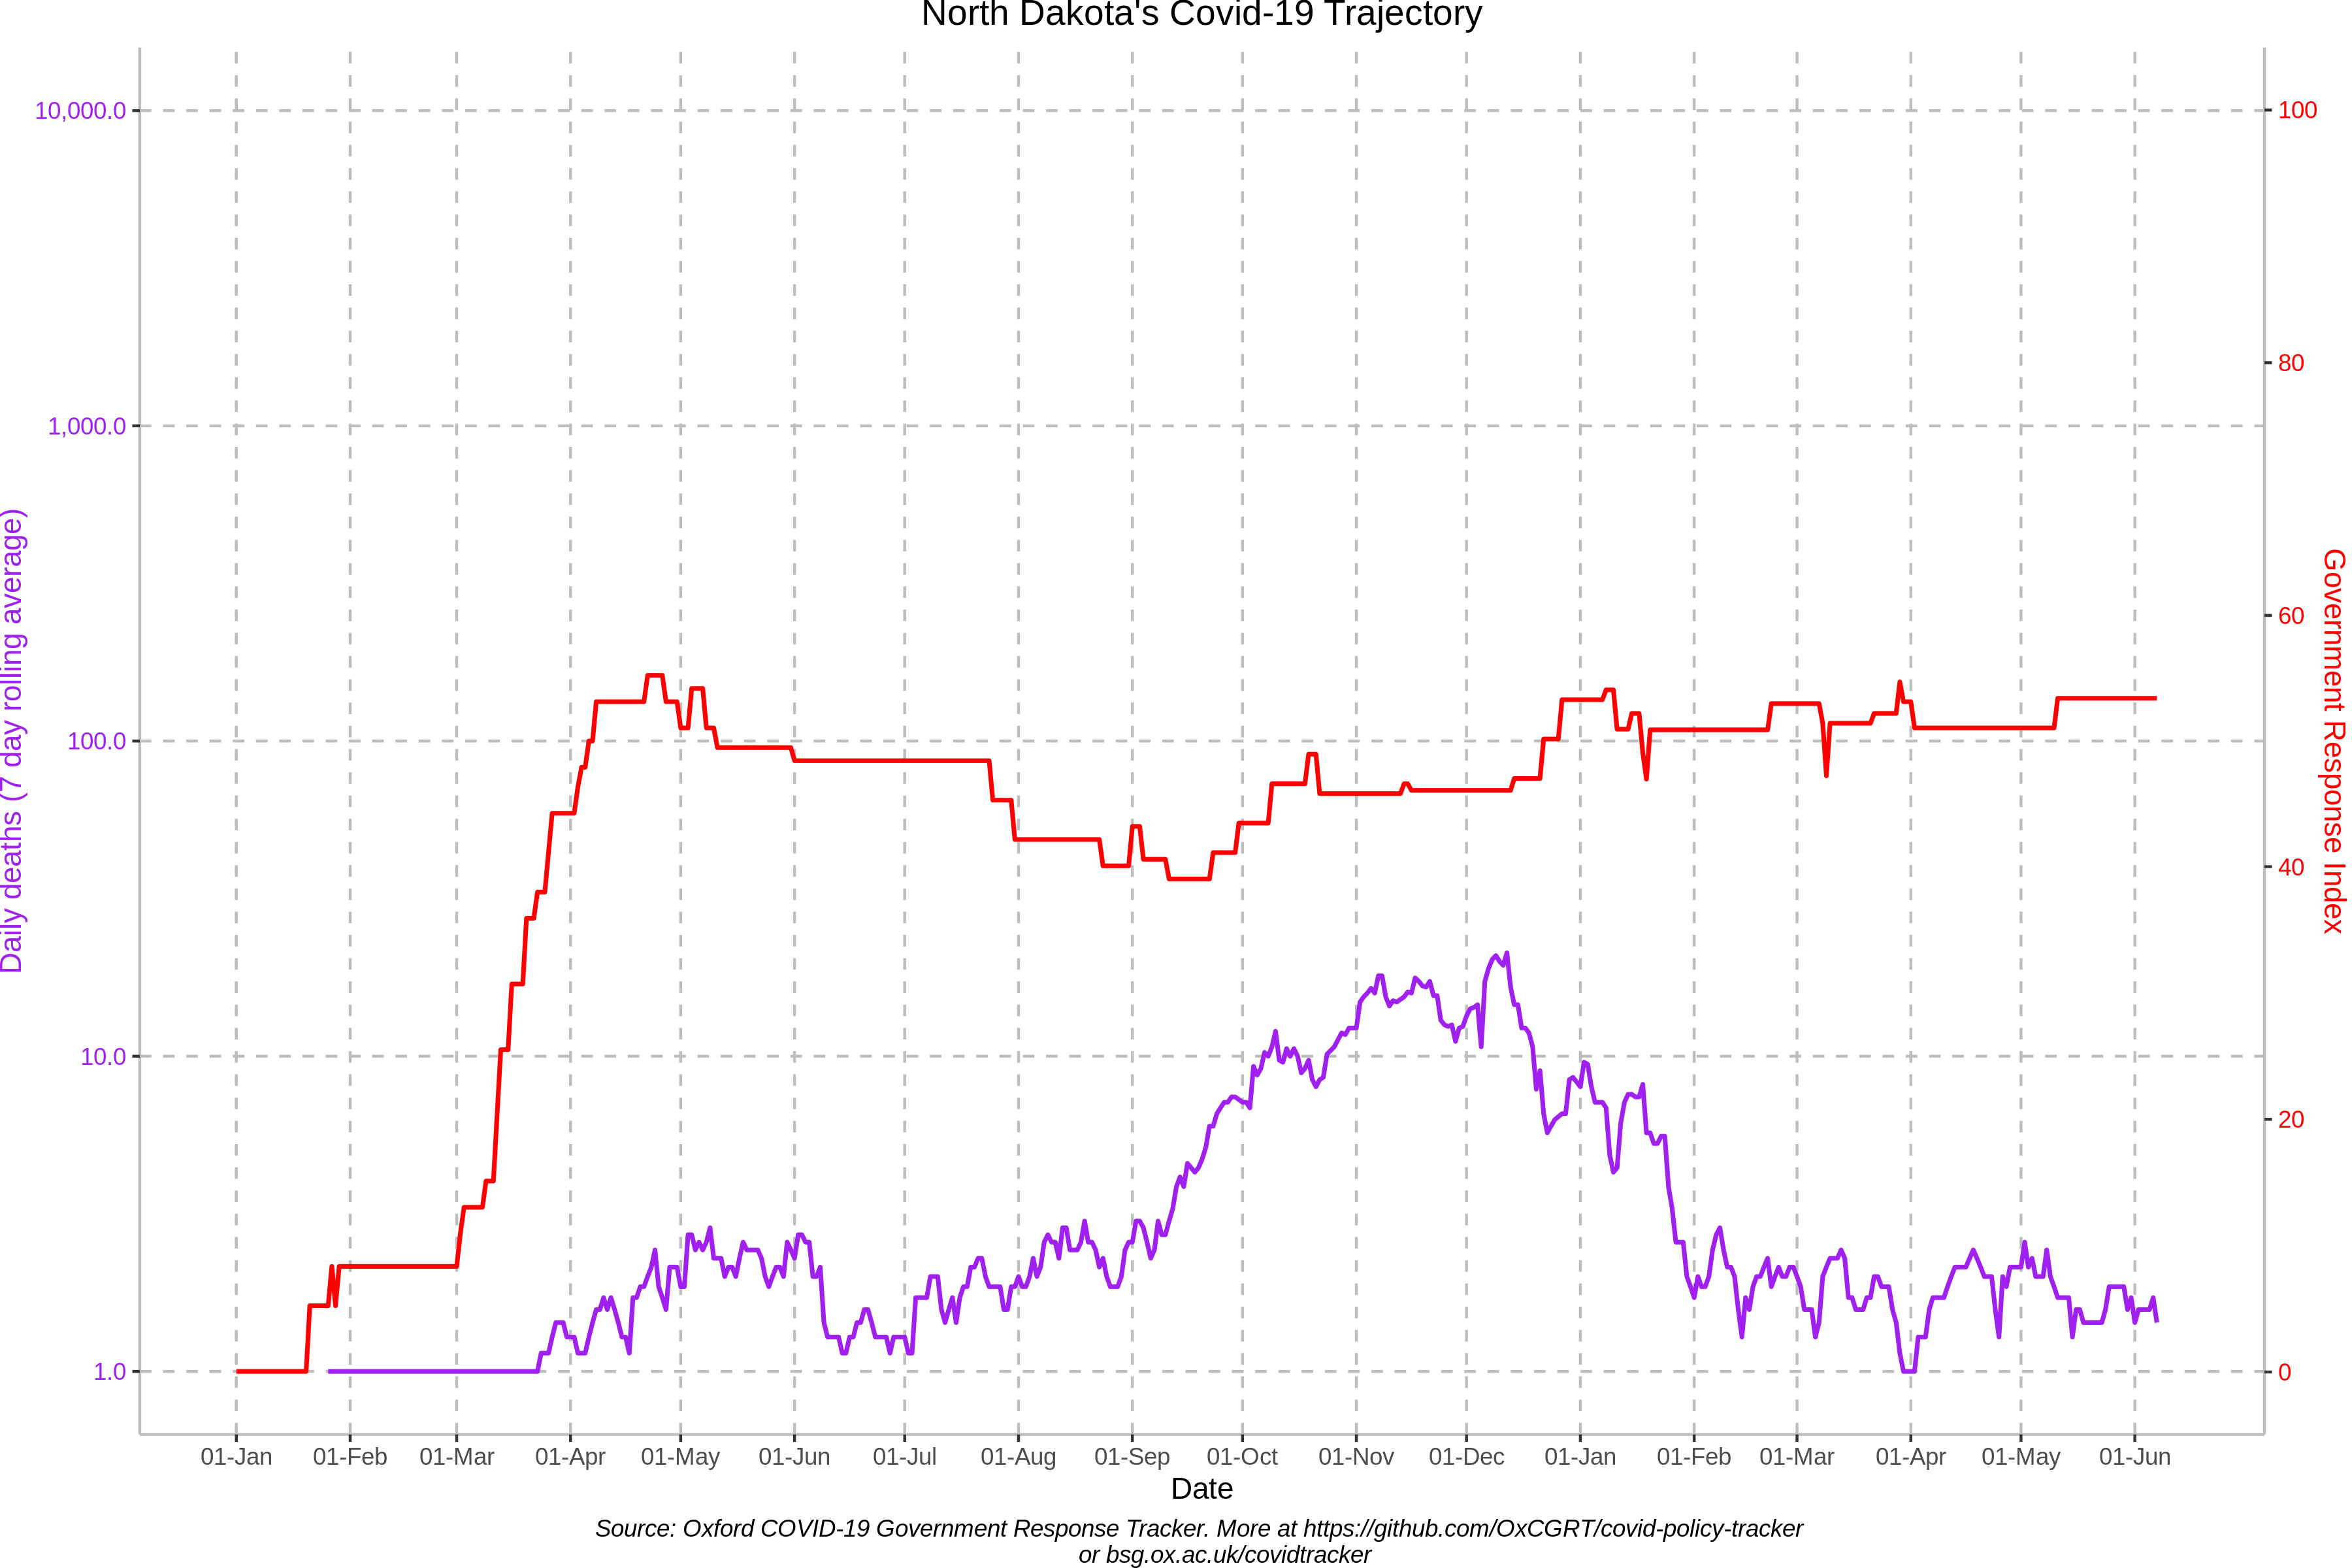 North Dakota's Covid-19 Trajectory
10,000.0
1,000.0
100.0
10.0
1.0
Daily deaths (7 day rolling average)
100
80
60
40
20
0
Government Response Index
01-Jan 01-Feb 01-Mar 01-Apr 01-May 01-Jun 01-Jul 01-Aug 01-Sep 01-Oct 01-Nov 01-Dec 01-Jan 01-Feb 01-Mar 01-Apr 01-May 01-Jun
Date
Source: Oxford COVID-19 Government Response Tracker. More at https://github.com/OxCGRT/covid-policy-tracker
or bsg.ox.ac.uk/covidtracker